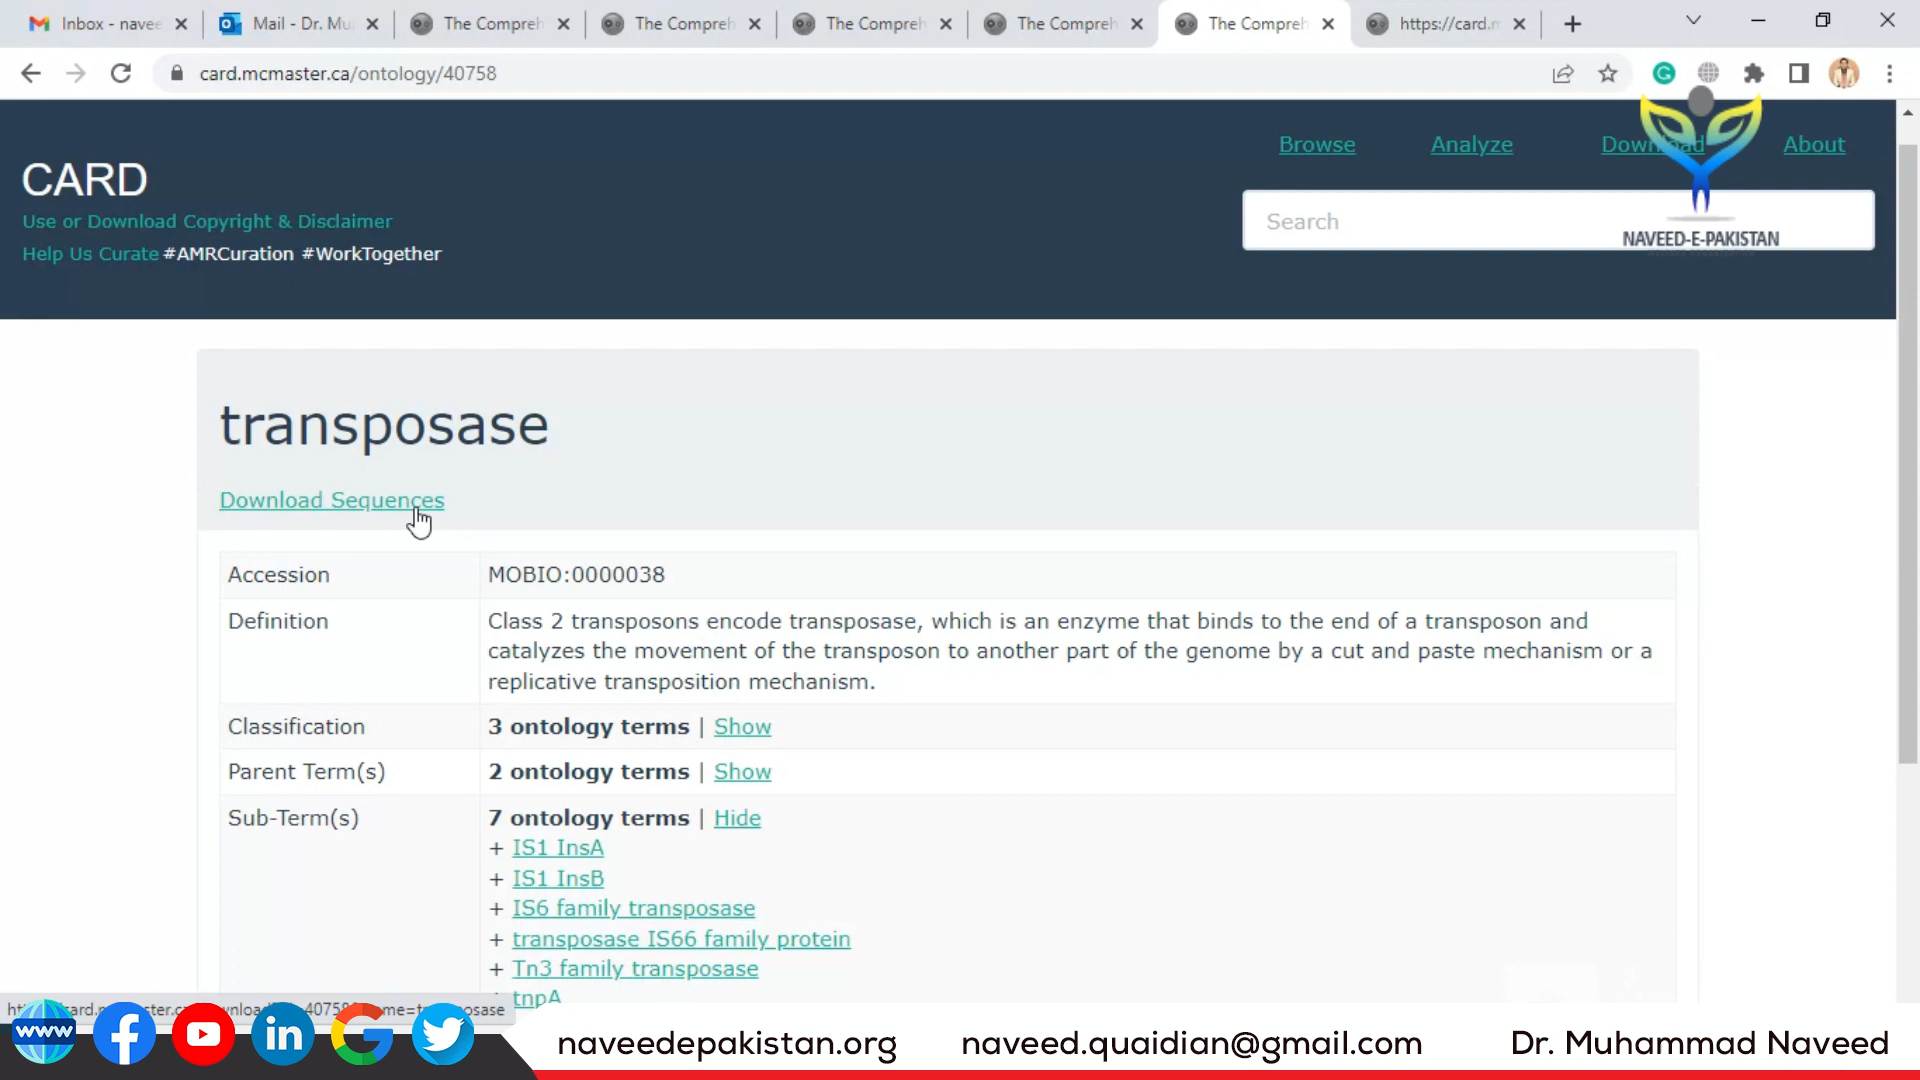 Inbox - navee
Mail - Dr. Mu
The Compreh
The Compreh
The Compreh
The Compreh
The Compreh
https://card.m
card.mcmaster.ca/ontology/40758
Browse
Analyze
Download
About
CARD
Use or Download Copyright & Disclaimer
Help Us Curate #AMRCuration #WorkTogether
Search
NAVEED-E-PAKISTAN
transposase
Download Sequences
Accession
MOBIO:0000038
Definition
Class 2 transposons encode transposase, which is an enzyme that binds to the end of a transposon and
catalyzes the movement of the transposon to another part of the genome by a cut and paste mechanism or a
replicative transposition mechanism.
Classification
3 ontology terms | Show
Parent Term(s)
2 ontology terms | Show
Sub-Term(s)
7 ontology terms | Hide
+ IS1 InsA
+ IS1 InsB
+ IS6 family transposase
+ transposase IS66 family protein
+ Tn3 family transposase
+ tnpA
WWW
in
naveedepakistan.org
naveed.quaidian@gmail.com
Dr. Muhammad Naveed